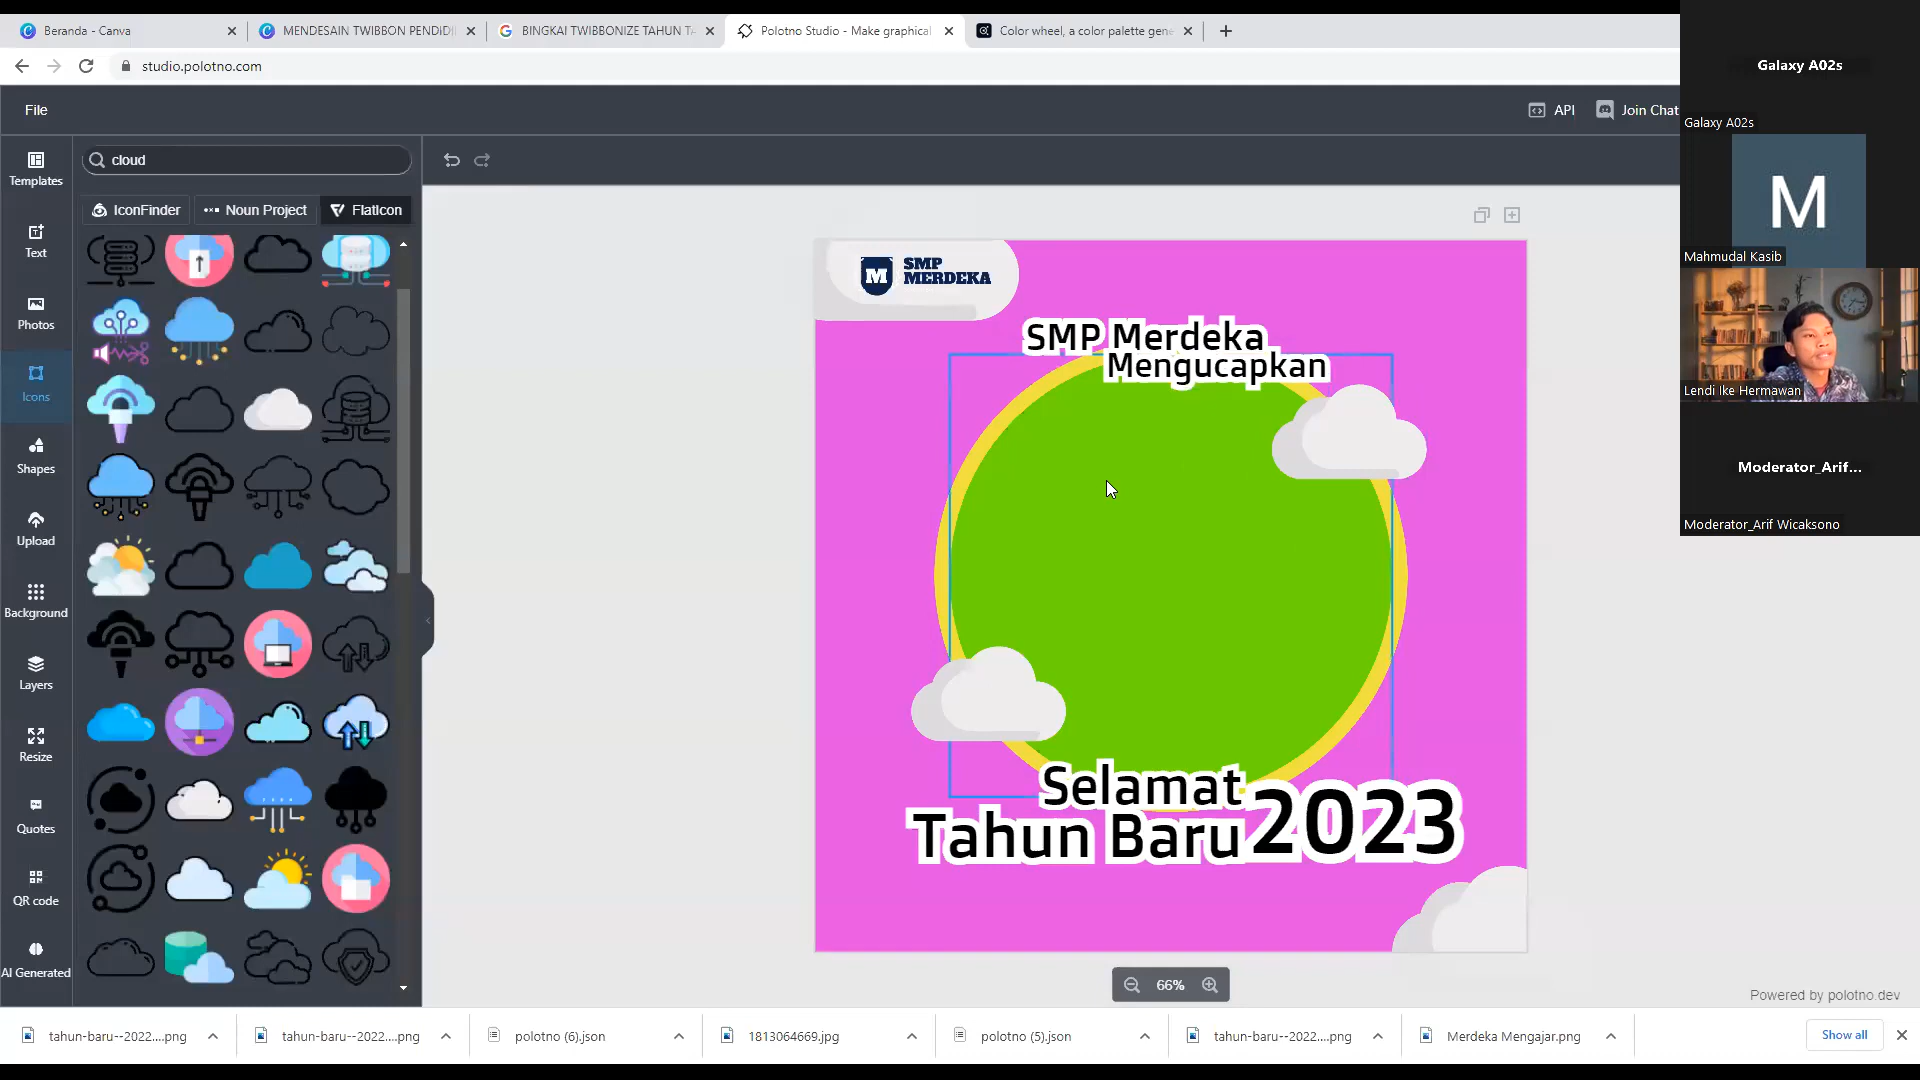 Beranda - Canva
MENDESAIN TWIBBON PENDIDI
BINGKAI TWIBBONIZE TAHUN T
Polotno Studio - Make graphical
Color wheel, a color palette gene
studio.polotno.com
File
API
Join Chat
cloud
IconFinder
Noun Project
FlatIcon
Templates
Text
Photos
Icons
Shapes
Upload
Background
Layers
Resize
Quotes
QR code
AI Generated
M
SMP
MERDEKA
SMP Merdeka
Mengucapkan
Selamat
Tahun Baru 2023
66%
Powered by polotno.dev
Galaxy A02s
Galaxy A02s
M
Mahmudal Kasib
Lendi Ike Hermawan
Moderator_Arif...
Moderator_Arif Wicaksono
tahun-baru--2022....png
tahun-baru--2022....png
polotno (6).json
1813064669.jpg
polotno (5).json
tahun-baru--2022....png
Merdeka Mengajar.png
Show all